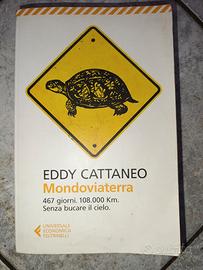 EDDY CATTANEO
Mondoviaterra
467 giorni. 108.000 Km.
Senza bucare il cielo.
UNIVERSALE
ECONOMICA
FELTRINELLI